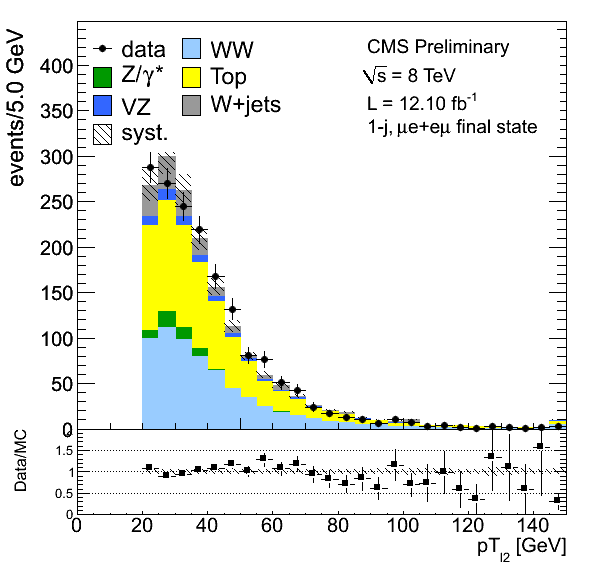 events/5.0 GeV
400
350
300
250
200
150
100
50
0
data
Z/γ*
VZ
syst.
WW
Top
W+jets
CMS Preliminary
√s = 8 TeV
L = 12.10 fb⁻¹
1-j, μe+eμ final state
Data/MC
2
1.5
1
0.5
0
0 20 40 60 80 100 120 140
pT_l2 [GeV]